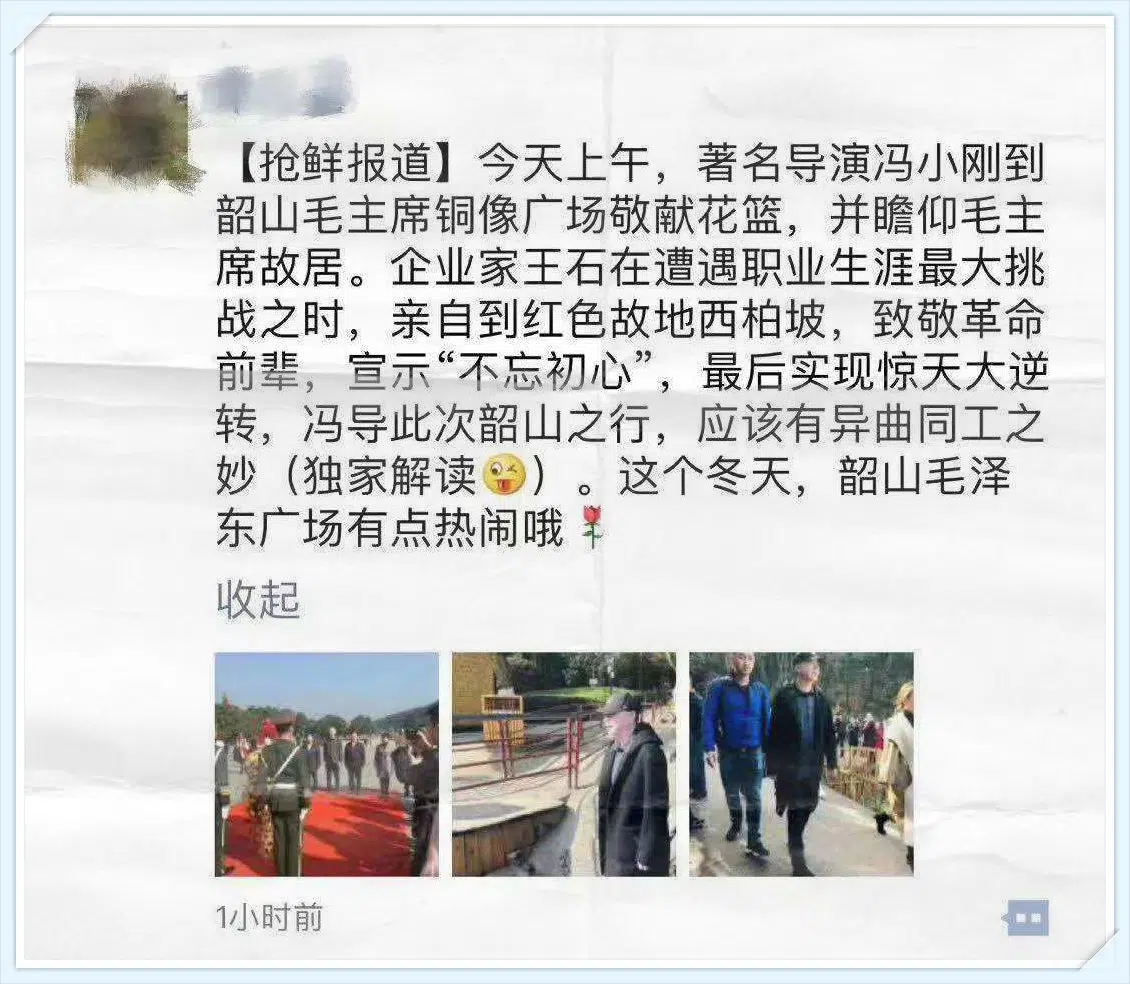 【抢鲜报道】今天上午，著名导演冯小刚到
韶山毛主席铜像广场敬献花篮，并瞻仰毛主
席故居。企业家王石在遭遇职业生涯最大挑
战之时，亲自到红色故地西柏坡，致敬革命
前辈，宣示“不忘初心”，最后实现惊天大逆
转，冯导此次韶山之行，应该有异曲同工之
妙（独家解读😜）。这个冬天，韶山毛泽
东广场有点热闹哦🌹
收起
1小时前